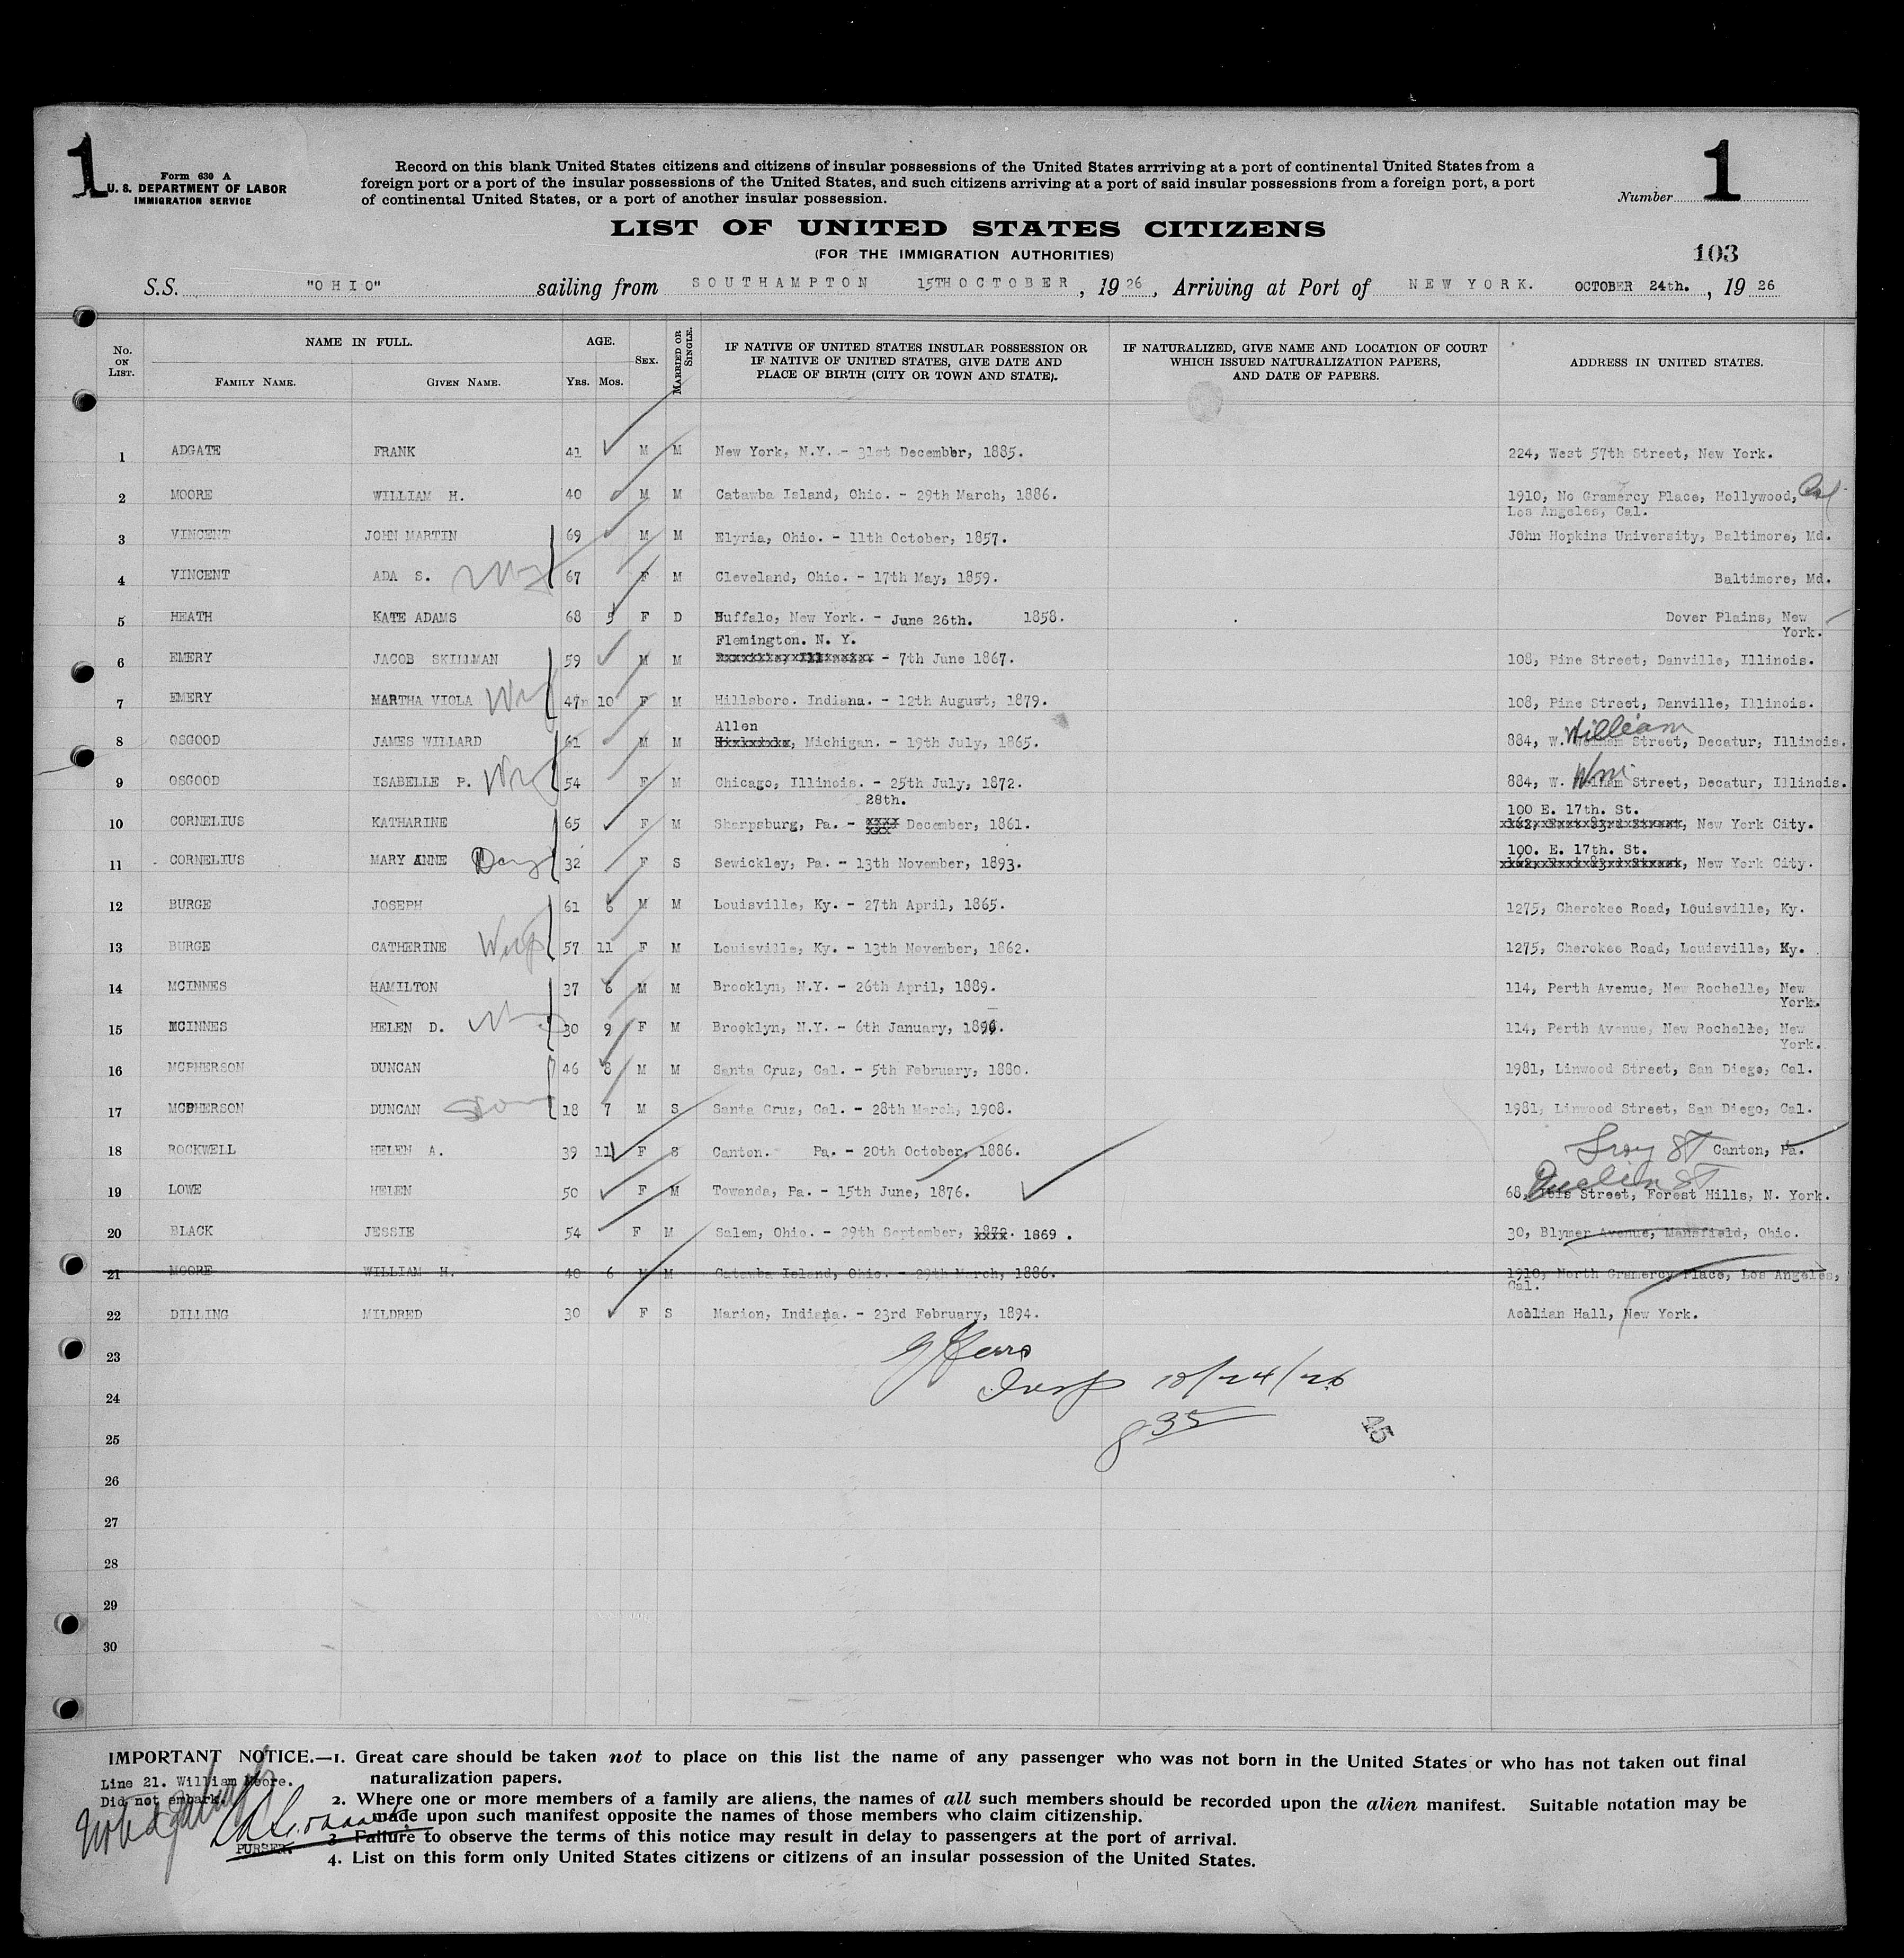 1
Form 630 A
U. S. DEPARTMENT OF LABOR
IMMIGRATION SERVICE
Record on this blank United States citizens and citizens of insular possessions of the United States arrriving at a port of continental United States from a
foreign port or a port of the insular possessions of the United States, and such citizens arriving at a port of said insular possessions from a foreign port, a port
of continental United States, or a port of another insular possession.
Number 1
LIST OF UNITED STATES CITIZENS
(FOR THE IMMIGRATION AUTHORITIES)
103
S.S. "OHIO" sailing from SOUTHAMPTON 15TH OCTOBER, 1926, Arriving at Port of NEW YORK. OCTOBER 24th., 1926
No. ON LIST. NAME IN FULL. FAMILY NAME. GIVEN NAME. AGE. YRS. MOS. SEX. MARRIED OR SINGLE. IF NATIVE OF UNITED STATES INSULAR POSSESSION OR IF NATIVE OF UNITED STATES, GIVE DATE AND PLACE OF BIRTH (CITY OR TOWN AND STATE). IF NATURALIZED, GIVE NAME AND LOCATION OF COURT WHICH ISSUED NATURALIZATION PAPERS, AND DATE OF PAPERS. ADDRESS IN UNITED STATES.
1 ADGATE FRANK 41 M M New York, N.Y. - 31st December, 1885. 224, West 57th Street, New York.
2 MOORE WILLIAM H. 40 M M Catawba Island, Ohio. - 29th March, 1886. 1910, No Gramercy Place, Hollywood, Cal
Los Angeles, Cal.
3 VINCENT JOHN MARTIN 69 M M Elyria, Ohio. - 11th October, 1857. John Hopkins University, Baltimore, Md.
4 VINCENT ADA S. 67 F M Cleveland, Ohio. - 17th May, 1859. Baltimore, Md.
5 HEATH KATE ADAMS 68 5 F D Buffalo, New York. - June 26th. 1858. Dover Plains, New
York.
Flemington. N. Y.
6 EMERY JACOB SKILLMAN 59 M M - 7th June 1867. 108, Pine Street, Danville, Illinois.
7 EMERY MARTHA VIOLA 47 10 F M Hillsboro. Indiana. - 12th August, 1879. 108, Pine Street, Danville, Illinois.
Allen William
8 OSGOOD JAMES WILLARD 61 M M , Michigan. - 19th July, 1865. 884, W. Street, Decatur, Illinois.
9 OSGOOD ISABELLE P. 54 F M Chicago, Illinois. - 25th July, 1872. 884, W. Wm Street, Decatur, Illinois.
28th. 100 E. 17th. St.
10 CORNELIUS KATHARINE 65 F M Sharpsburg, Pa. - December, 1861. , New York City.
100. E. 17th. St.
11 CORNELIUS MARY ANNE 32 F S Sewickley, Pa. - 13th November, 1893. , New York City.
12 BURGE JOSEPH 61 6 M M Louisville, Ky. - 27th April, 1865. 1275, Cherokee Road, Louisville, Ky.
13 BURGE CATHERINE Wife 57 11 F M Louisville, Ky. - 13th November, 1862. 1275, Cherokee Road, Louisville, Ky.
14 MCINNES HAMILTON 37 6 M M Brooklyn, N.Y. - 26th April, 1889. 114, Perth Avenue, New Rochelle, New
York.
15 MCINNES HELEN D. 30 9 F M Brooklyn, N.Y. - 6th January, 1896. 114, Perth Avenue, New Rochelle, New
York.
16 MCPHERSON DUNCAN 46 8 M M Santa Cruz, Cal. - 5th February, 1880. 1981, Linwood Street, San Diego, Cal.
17 MCPHERSON DUNCAN Son 18 7 M S Santa Cruz, Cal. - 28th March, 1908. 1981, Linwood Street, San Diego, Cal.
18 ROCKWELL HELEN A. 39 11 F S Canton. Pa. - 20th October, 1886. Troy ST Canton, Pa.
19 LOWE HELEN 50 F M Towanda, Pa. - 15th June, 1876. 68, Street, Forest Hills, N. York.
20 BLACK JESSIE 54 F M Salem, Ohio. - 29th September, 1869. 30, Blymer Avenue, Mansfield, Ohio.
21 MOORE WILLIAM H. 40 6 M M Catawba Island, Ohio. - 29th March, 1886. 1910, North Gramercy Place, Los Angeles,
Cal.
22 DILLING MILDRED 30 F S Marion, Indiana. - 23rd February, 1894. Aeolian Hall, New York.
23
Insp 10/24/26
24
835
45
25
26
27
28
29
30
IMPORTANT NOTICE.—1. Great care should be taken not to place on this list the name of any passenger who was not born in the United States or who has not taken out final
naturalization papers.
Line 21. William Moore.
Did not embark.
2. Where one or more members of a family are aliens, the names of all such members should be recorded upon the alien manifest. Suitable notation may be
made upon such manifest opposite the names of those members who claim citizenship.
3. Failure to observe the terms of this notice may result in delay to passengers at the port of arrival.
PURSER.
4. List on this form only United States citizens or citizens of an insular possession of the United States.